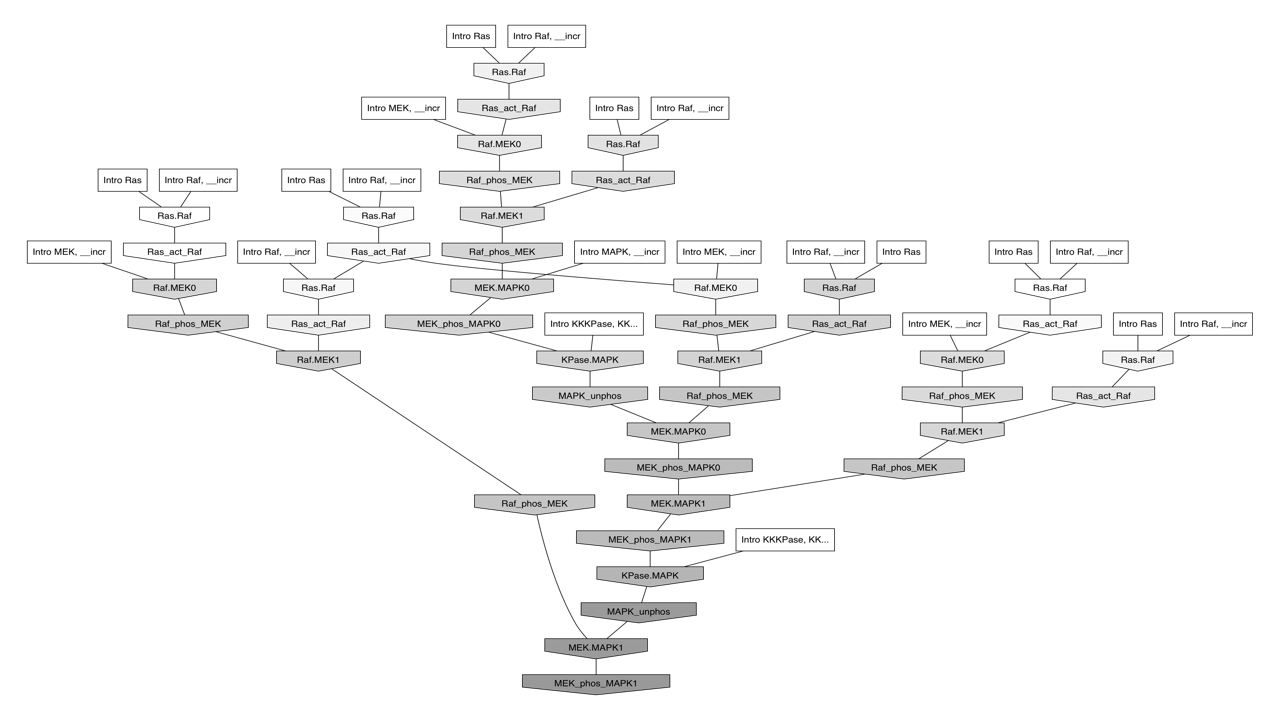 Intro Ras
Intro Raf, __incr
Ras.Raf
Intro MEK, __incr
Ras_act_Raf
Intro Ras
Intro Raf, __incr
Raf.MEK0
Ras.Raf
Intro Ras
Intro Raf, __incr
Intro Ras
Intro Raf, __incr
Raf_phos_MEK
Ras_act_Raf
Ras.Raf
Ras.Raf
Raf.MEK1
Intro MEK, __incr
Ras_act_Raf
Intro Raf, __incr
Ras_act_Raf
Raf_phos_MEK
Intro MAPK, __incr
Intro MEK, __incr
Intro Raf, __incr
Intro Ras
Intro Ras
Intro Raf, __incr
Raf.MEK0
Ras.Raf
MEK.MAPK0
Raf.MEK0
Ras.Raf
Ras.Raf
Raf_phos_MEK
Ras_act_Raf
MEK_phos_MAPK0
Intro KKKPase, KK...
Raf_phos_MEK
Ras_act_Raf
Intro MEK, __incr
Ras_act_Raf
Intro Ras
Intro Raf, __incr
Raf.MEK1
KPase.MAPK
Raf.MEK1
Raf.MEK0
Ras.Raf
MAPK_unphos
Raf_phos_MEK
Raf_phos_MEK
Ras_act_Raf
MEK.MAPK0
Raf.MEK1
MEK_phos_MAPK0
Raf_phos_MEK
Raf_phos_MEK
MEK.MAPK1
MEK_phos_MAPK1
Intro KKKPase, KK...
KPase.MAPK
MAPK_unphos
MEK.MAPK1
MEK_phos_MAPK1